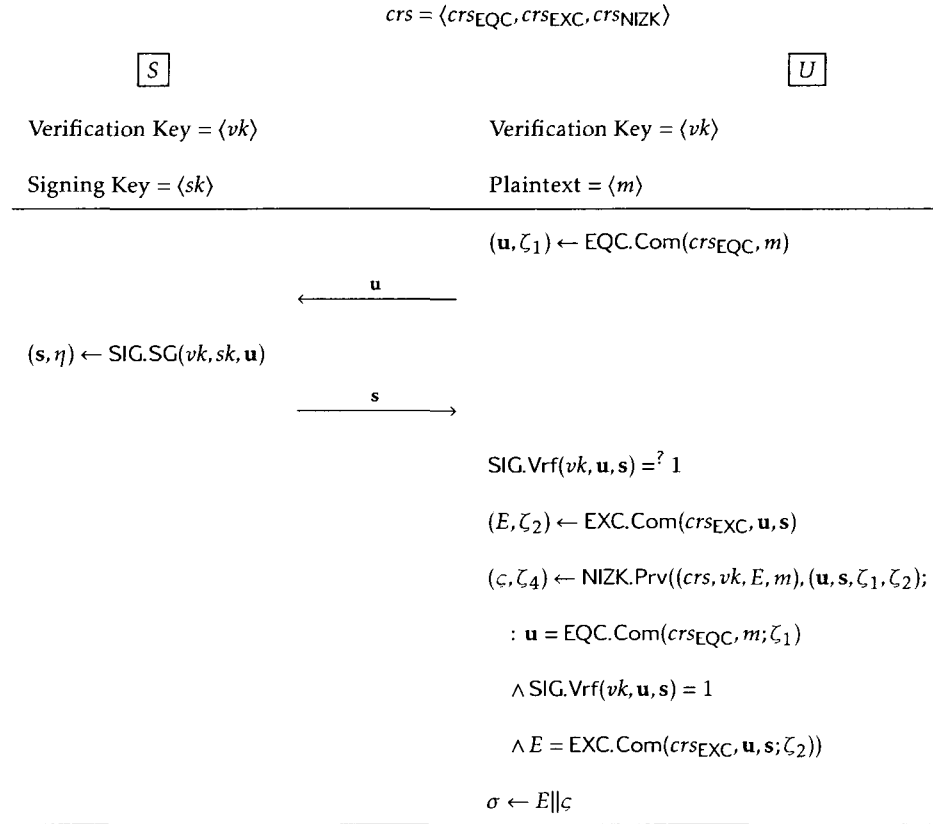 crs = ⟨crs_EQC, crs_EXC, crs_NIZK⟩
S U
Verification Key = ⟨vk⟩ Verification Key = ⟨vk⟩
Signing Key = ⟨sk⟩ Plaintext = ⟨m⟩
(u, ζ₁) ← EQC.Com(crs_EQC, m)
u
(s, η) ← SIG.SG(vk, sk, u)
s
SIG.Vrf(vk, u, s) =? 1
(E, ζ₂) ← EXC.Com(crs_EXC, u, s)
(ς, ζ₄) ← NIZK.Prv((crs, vk, E, m), (u, s, ζ₁, ζ₂);
: u = EQC.Com(crs_EQC, m; ζ₁)
∧ SIG.Vrf(vk, u, s) = 1
∧ E = EXC.Com(crs_EXC, u, s; ζ₂))
σ ← E||ς